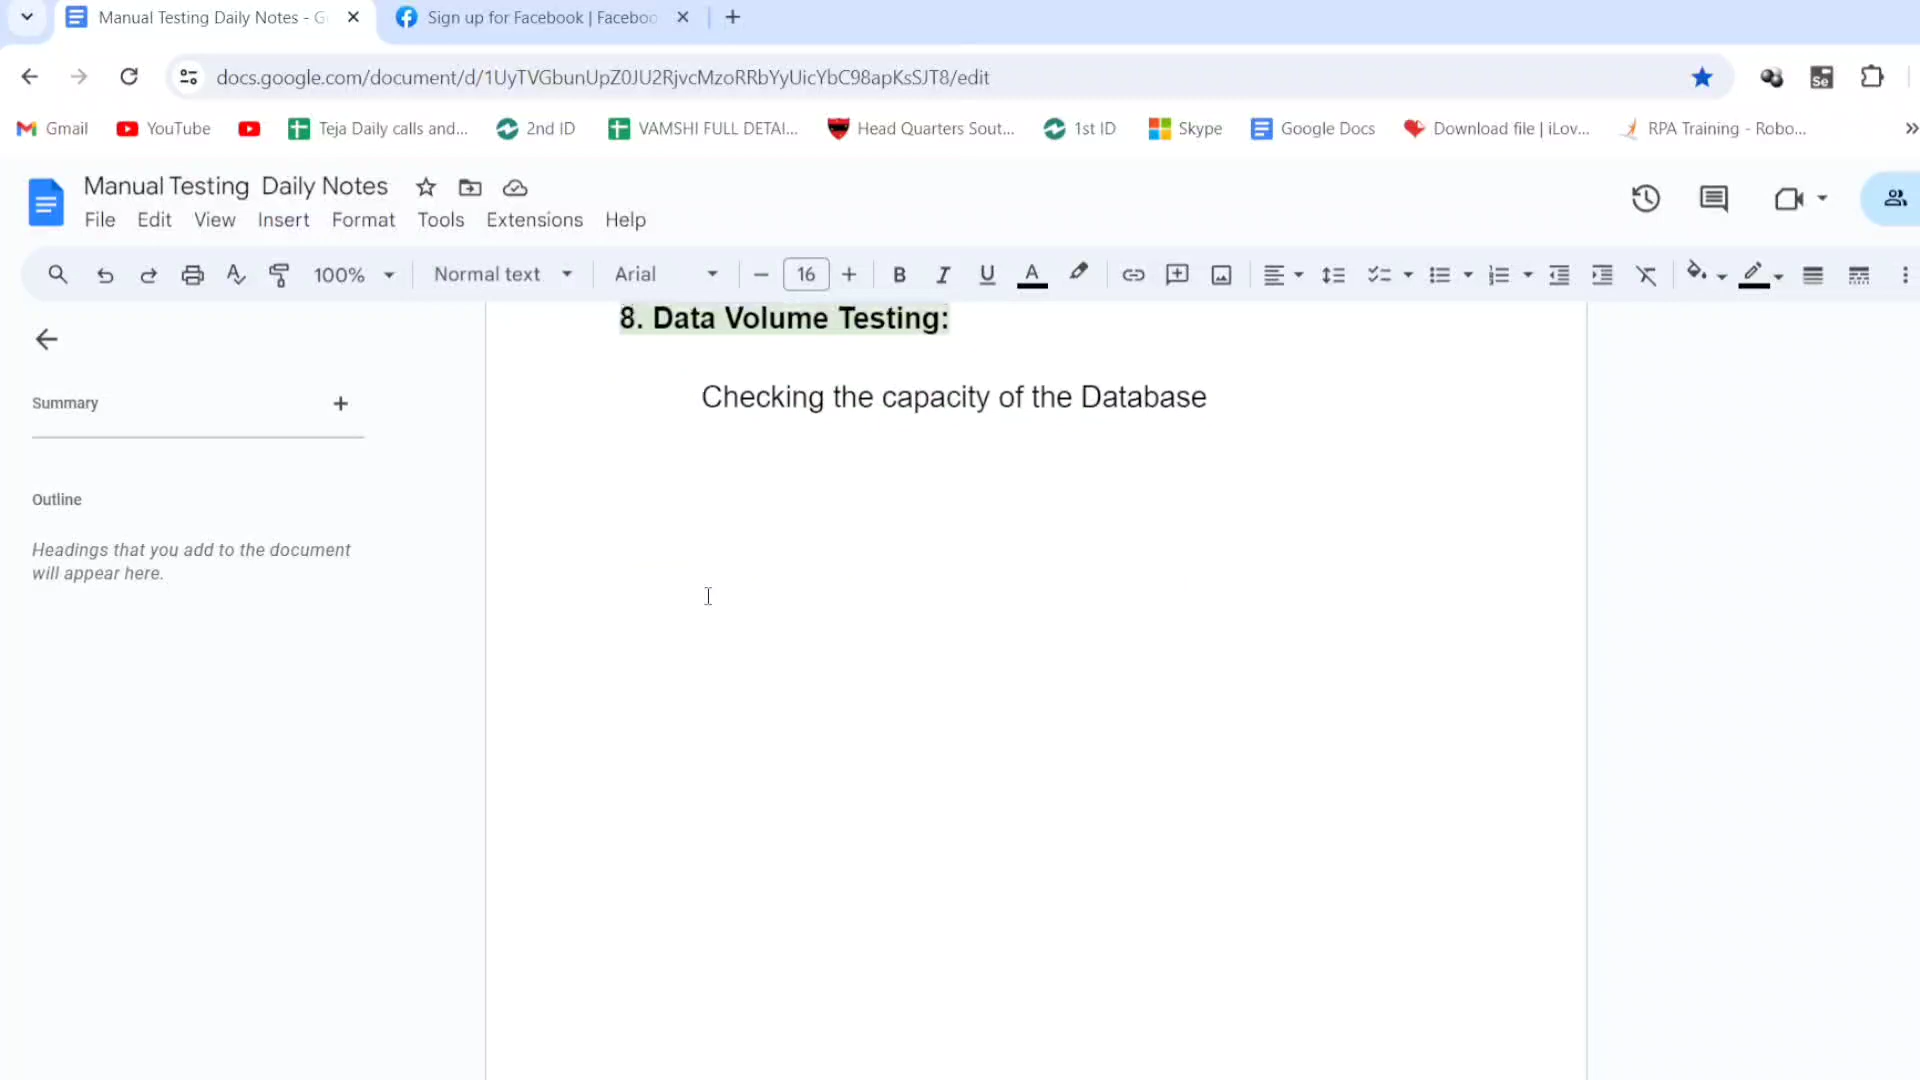 Manual Testing Daily Notes - G
Sign up for Facebook | Faceboo
docs.google.com/document/d/1UyTVGbunUpZ0JU2RjvcMzoRRbYyUicYbC98apKsSJT8/edit
Gmail
YouTube
Teja Daily calls and...
2nd ID
VAMSHI FULL DETAI...
Head Quarters Sout...
1st ID
Skype
Google Docs
Download file | iLov...
RPA Training - Robo...
Manual Testing Daily Notes
File Edit View Insert Format Tools Extensions Help
100% Normal text Arial 16 B I U A
8. Data Volume Testing:
Checking the capacity of the Database
Summary
Outline
Headings that you add to the document
will appear here.